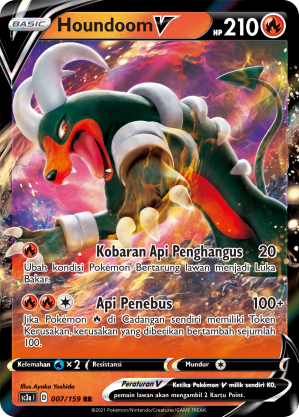 BASIC
Houndoom V
HP 210
Kobaran Api Penghangus 20
Ubah kondisi Pokémon Bertarung lawan menjadi Luka
Bakar.
Api Penebus 100+
Jika Pokémon di Cadangan sendiri memiliki Token
Kerusakan, kerusakan yang diberikan bertambah sejumlah
100.
Kelemahan ×2 Resistansi Mundur
Illus. Ayaka Yoshida
sc3a I D 007/159 RR
Peraturan V Ketika Pokémon V milik sendiri KO,
pemain lawan akan mengambil 2 Kartu Point.
©2021 Pokémon/Nintendo/Creatures/GAME FREAK.